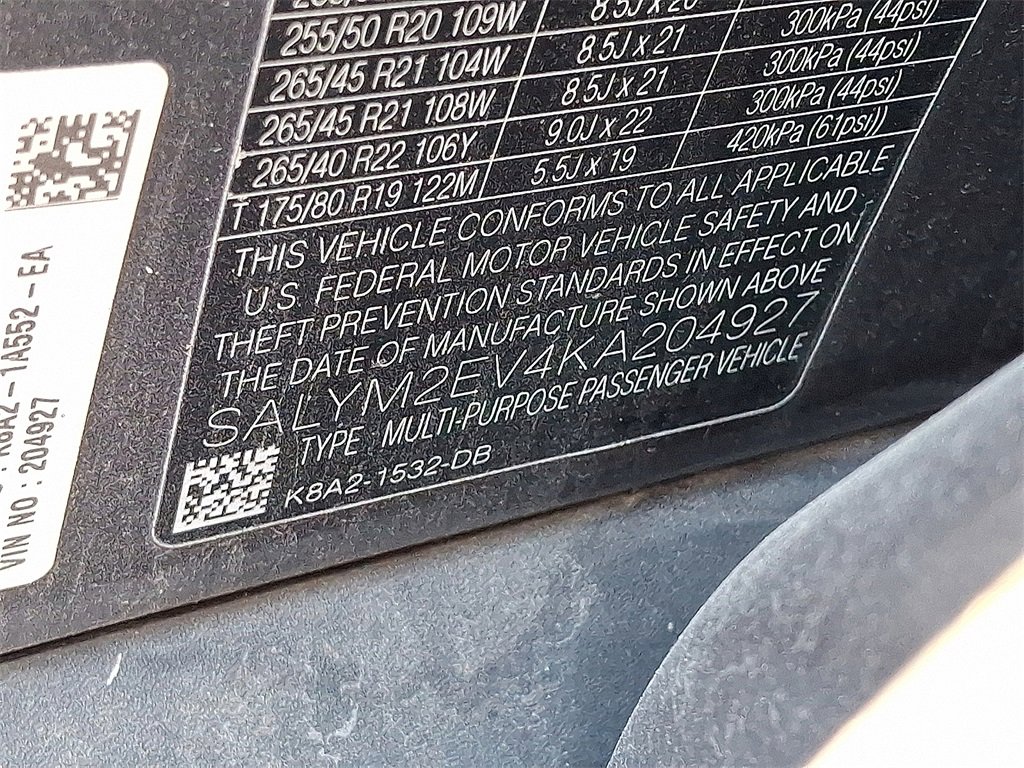 255/50 R20 109W 8.5J x 20 300kPa (44psi)
265/45 R21 104W 8.5J x 21 300kPa (44psi)
265/45 R21 108W 8.5J x 21 300kPa (44psi)
265/40 R22 106Y 9.0J x 22
T 175/80 R19 122M 5.5J x 19 420kPa (61psi))
THIS VEHICLE CONFORMS TO ALL APPLICABLE
U.S. FEDERAL MOTOR VEHICLE SAFETY AND
THEFT PREVENTION STANDARDS IN EFFECT ON
THE DATE OF MANUFACTURE SHOWN ABOVE
SALYM2EV4KA204927
TYPE MULTI-PURPOSE PASSENGER VEHICLE
K8A2-1532-DB
K8A2-1A552-EA
VIN NO : 204927